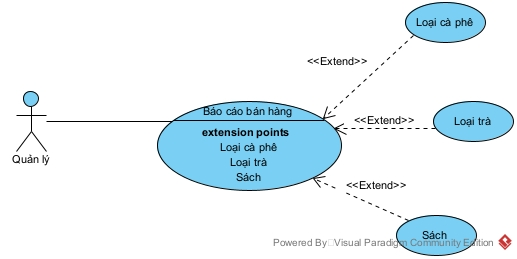 Loại cà phê
<<Extend>>
Báo cáo bán hàng
<<Extend>>
Loại trà
extension points
Quản lý
Loại cà phê
Loại trà
Sách
<<Extend>>
Sách
Powered By Visual Paradigm Community Edition